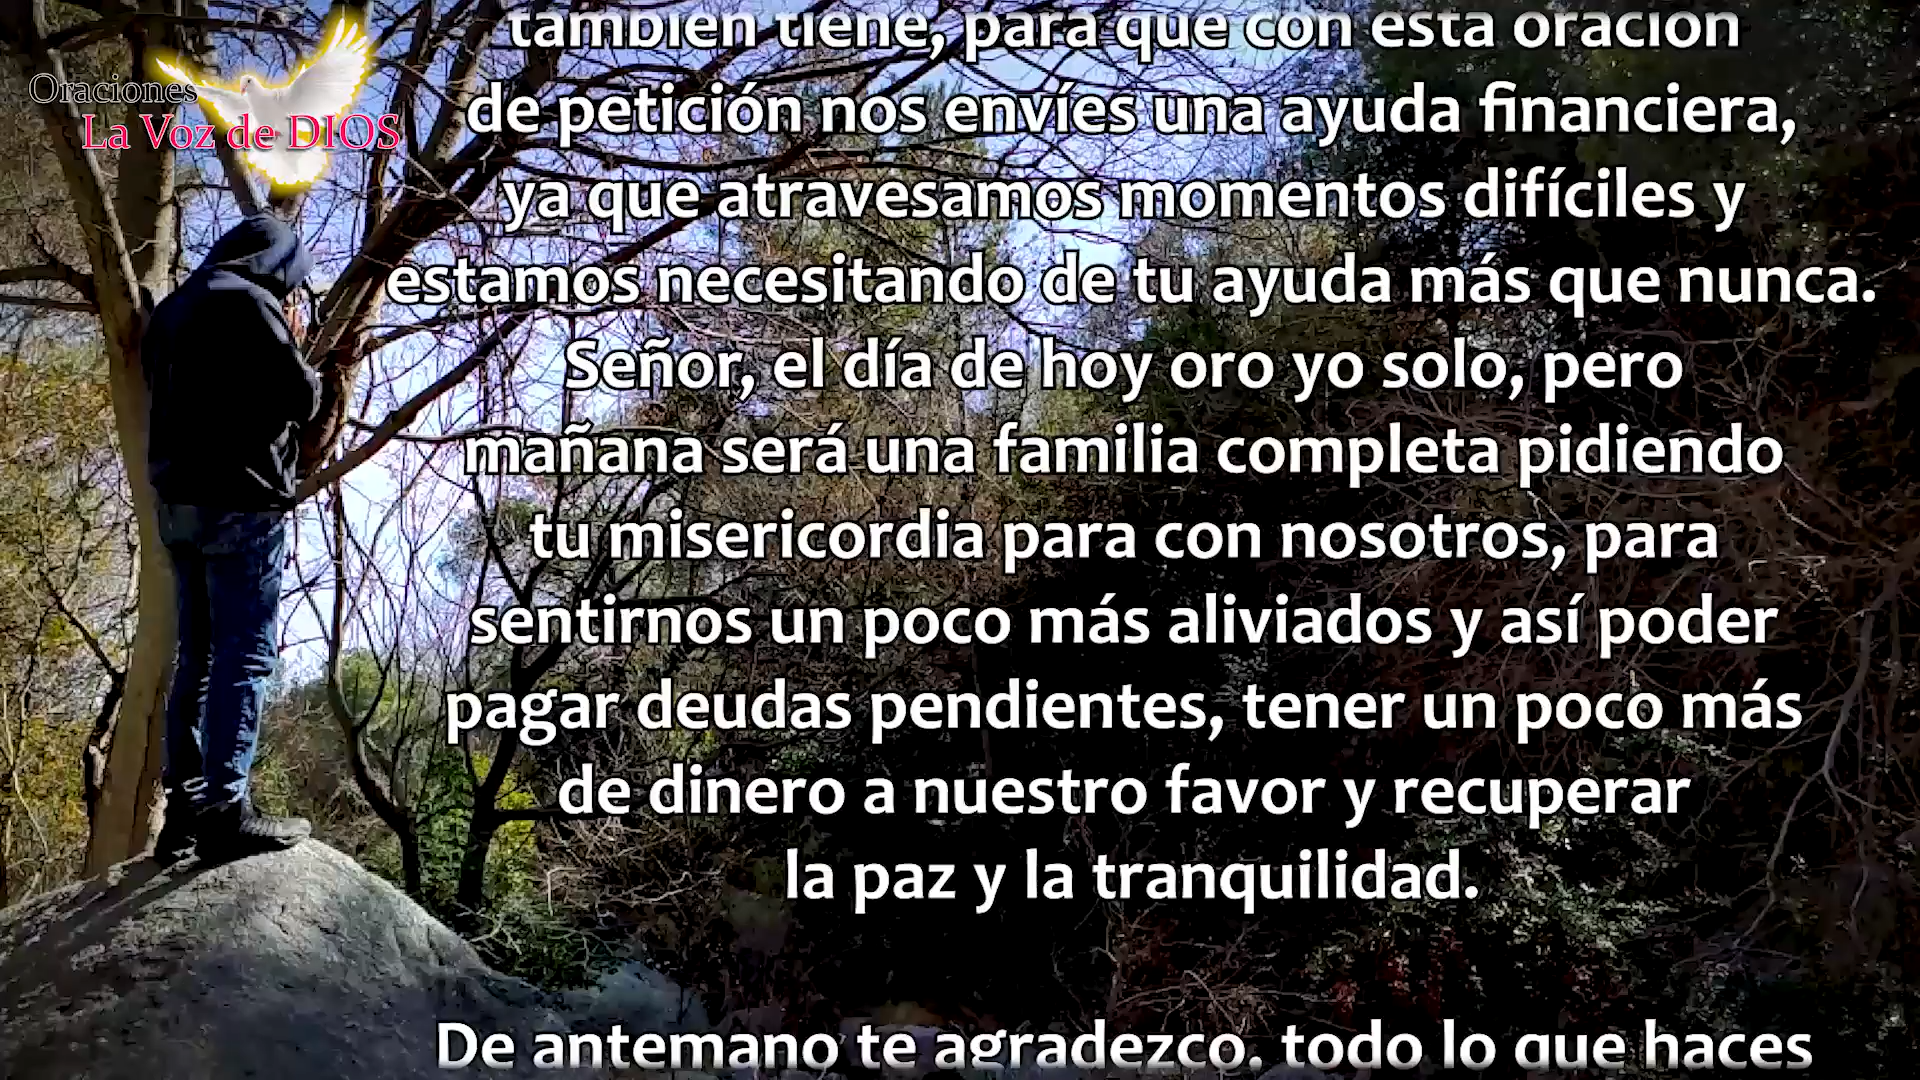 Oraciones
La Voz de DIOS
también tiene, para que con esta oración
de petición nos envíes una ayuda financiera,
ya que atravesamos momentos difíciles y
estamos necesitando de tu ayuda más que nunca.
Señor, el día de hoy oro yo solo, pero
mañana será una familia completa pidiendo
tu misericordia para con nosotros, para
sentirnos un poco más aliviados y así poder
pagar deudas pendientes, tener un poco más
de dinero a nuestro favor y recuperar
la paz y la tranquilidad.
De antemano te agradezco, todo lo que haces